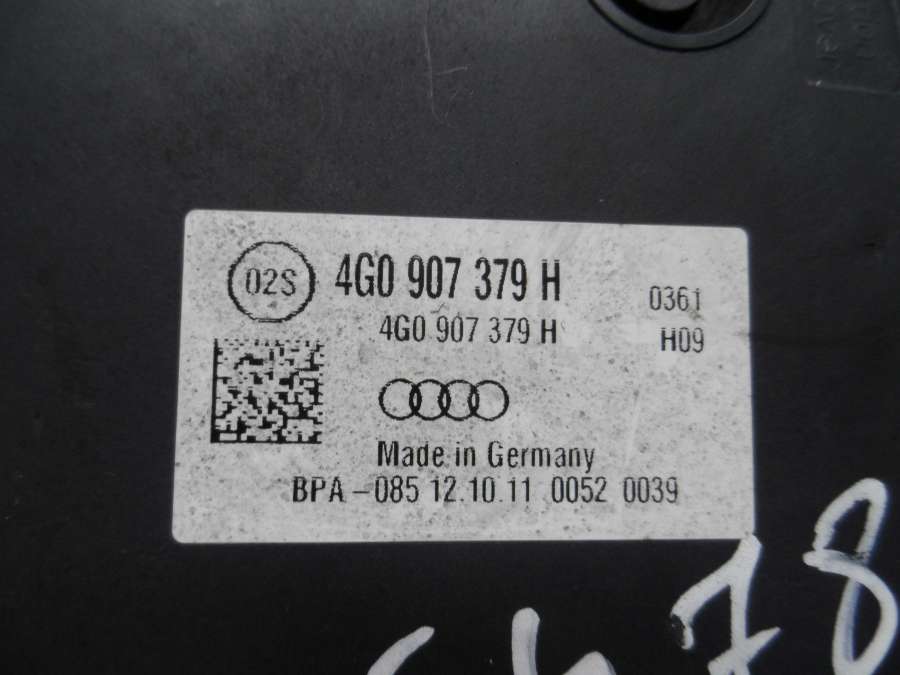 02S 4G0 907 379 H 0361
4G0 907 379 H H09
Made in Germany
BPA-085 12.10.11 0052 0039
478